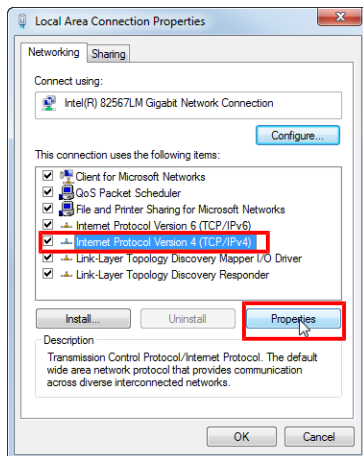 Local Area Connection Properties
Networking
Sharing
Connect using:
Intel(R) 82567LM Gigabit Network Connection
Configure...
This connection uses the following items:
Client for Microsoft Networks
QoS Packet Scheduler
File and Printer Sharing for Microsoft Networks
Internet Protocol Version 6 (TCP/IPv6)
Internet Protocol Version 4 (TCP/IPv4)
Link-Layer Topology Discovery Mapper I/O Driver
Link-Layer Topology Discovery Responder
Install...
Uninstall
Properties
Description
Transmission Control Protocol/Internet Protocol. The default
wide area network protocol that provides communication
across diverse interconnected networks.
OK
Cancel